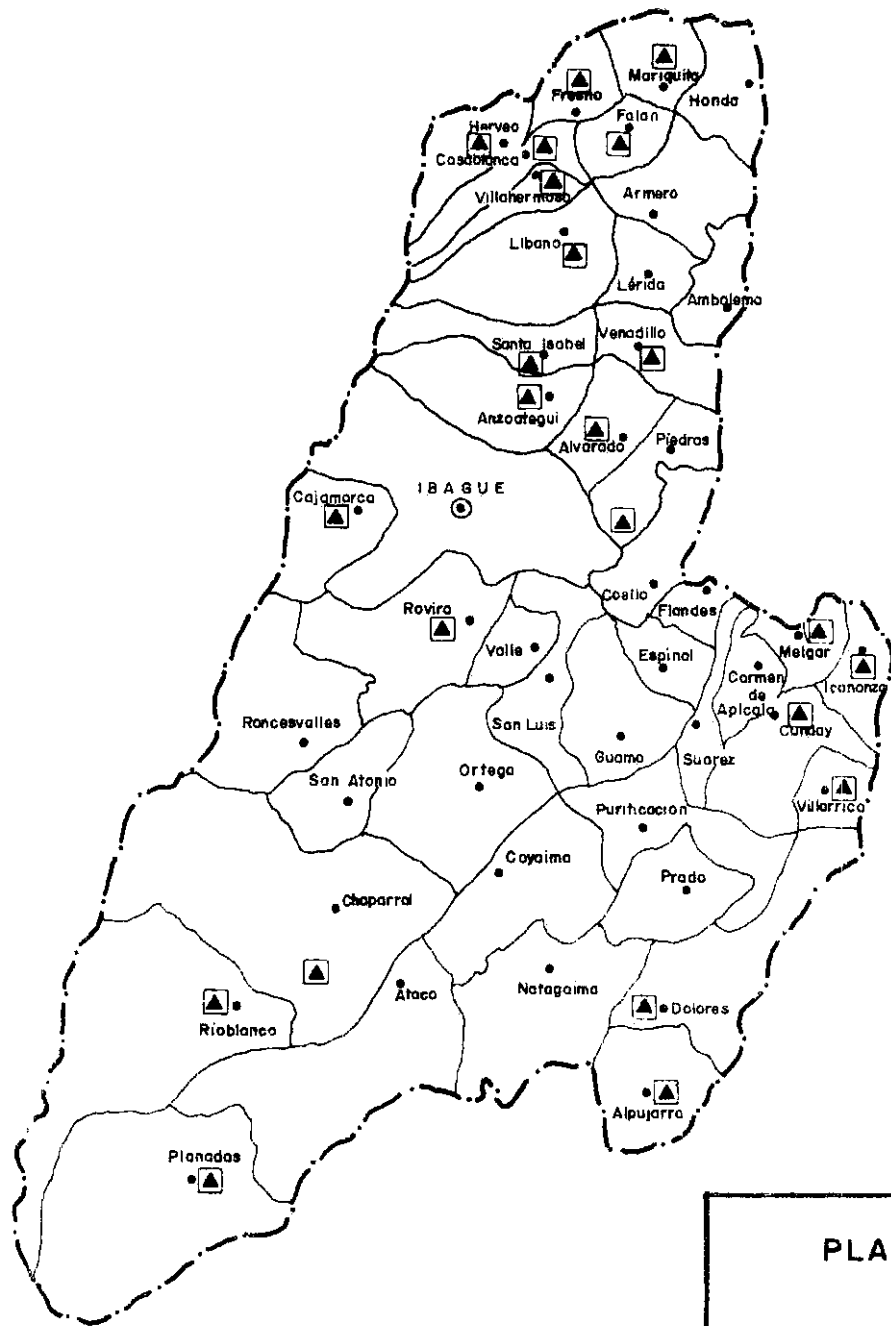 Mariquita
Fresno
Honda
Falan
Herveo
Casablanca
Villahermosa
Armero
Libano
Lérida
Ambalema
Santa Isabel
Venadillo
Anzoategui
Alvarado
Piedras
Cajamarca
IBAGUE
Coello
Flandes
Rovira
Valle
Espinal
Melgar
Icononzo
Carmen
de
Apicala
Cunday
Roncesvalles
San Luis
Guamo
Suarez
San Atonio
Ortega
Villarrica
Purificacion
Coyaima
Prado
Chaparral
Ataco
Natagaima
Rioblanco
Dolores
Alpujarra
Planadas
PLA